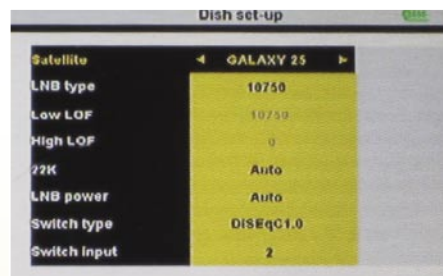 Dish set-up
Satellite GALAXY 25
LNB type 10750
Low LOF 10750
High LOF 0
22K Auto
LNB power Auto
Switch type DISEqC1.0
Switch input 2